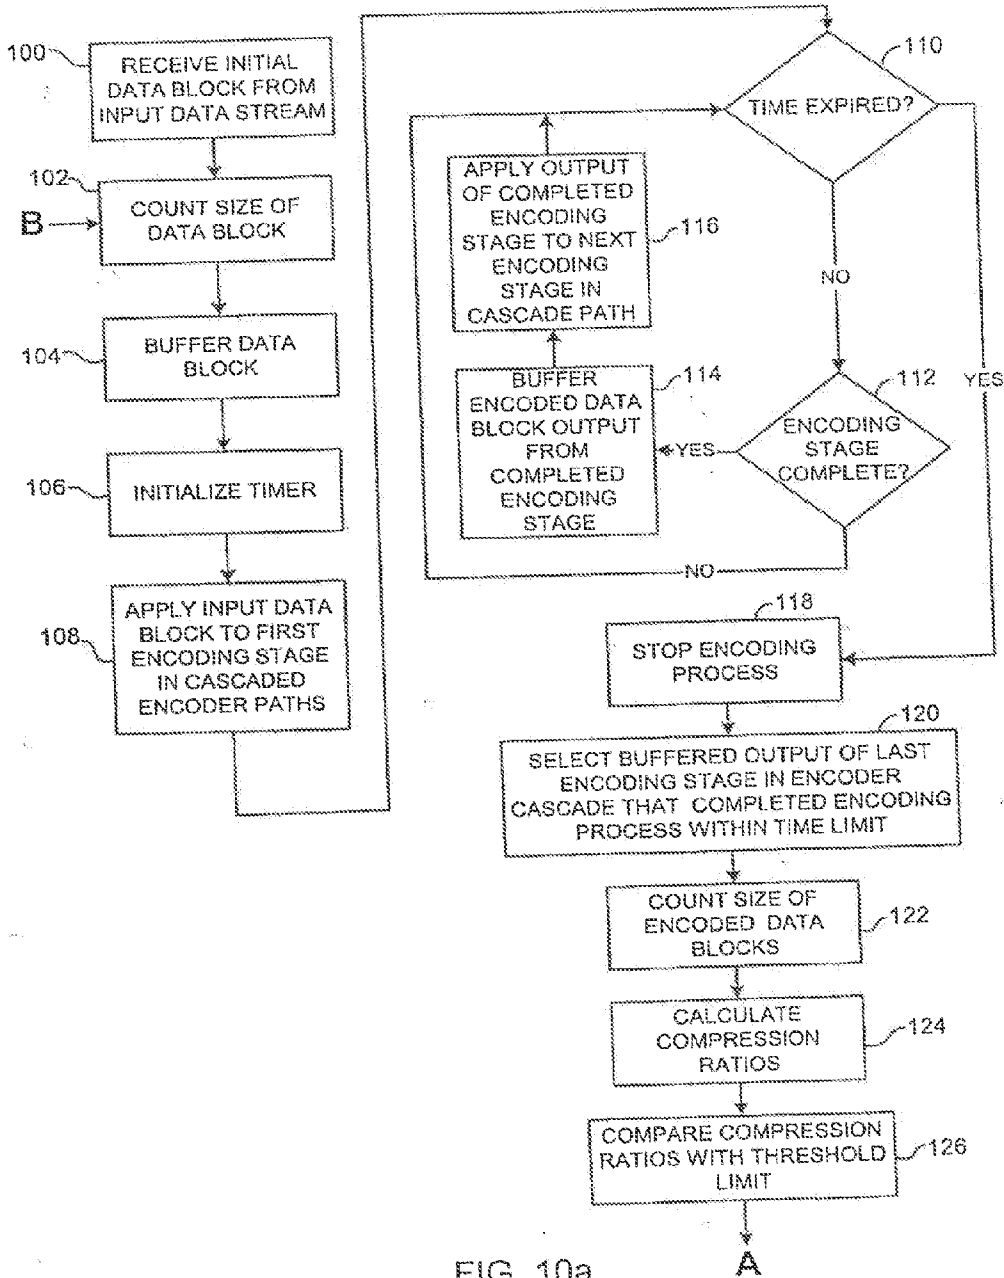 100
RECEIVE INITIAL
DATA BLOCK FROM
INPUT DATA STREAM
102
B
COUNT SIZE OF
DATA BLOCK
104
BUFFER DATA
BLOCK
106
INITIALIZE TIMER
108
APPLY INPUT DATA
BLOCK TO FIRST
ENCODING STAGE
IN CASCADED
ENCODER PATHS
110
TIME EXPIRED?
NO
YES
112
ENCODING
STAGE
COMPLETE?
YES
NO
114
BUFFER
ENCODED DATA
BLOCK OUTPUT
FROM
COMPLETED
ENCODING
STAGE
116
APPLY OUTPUT
OF COMPLETED
ENCODING
STAGE TO NEXT
ENCODING
STAGE IN
CASCADE PATH
118
STOP ENCODING
PROCESS
120
SELECT BUFFERED OUTPUT OF LAST
ENCODING STAGE IN ENCODER
CASCADE THAT COMPLETED ENCODING
PROCESS WITHIN TIME LIMIT
COUNT SIZE OF
ENCODED DATA
BLOCKS
122
CALCULATE
COMPRESSION
RATIOS
124
COMPARE COMPRESSION
RATIOS WITH THRESHOLD
LIMIT
126
A
FIG. 10a